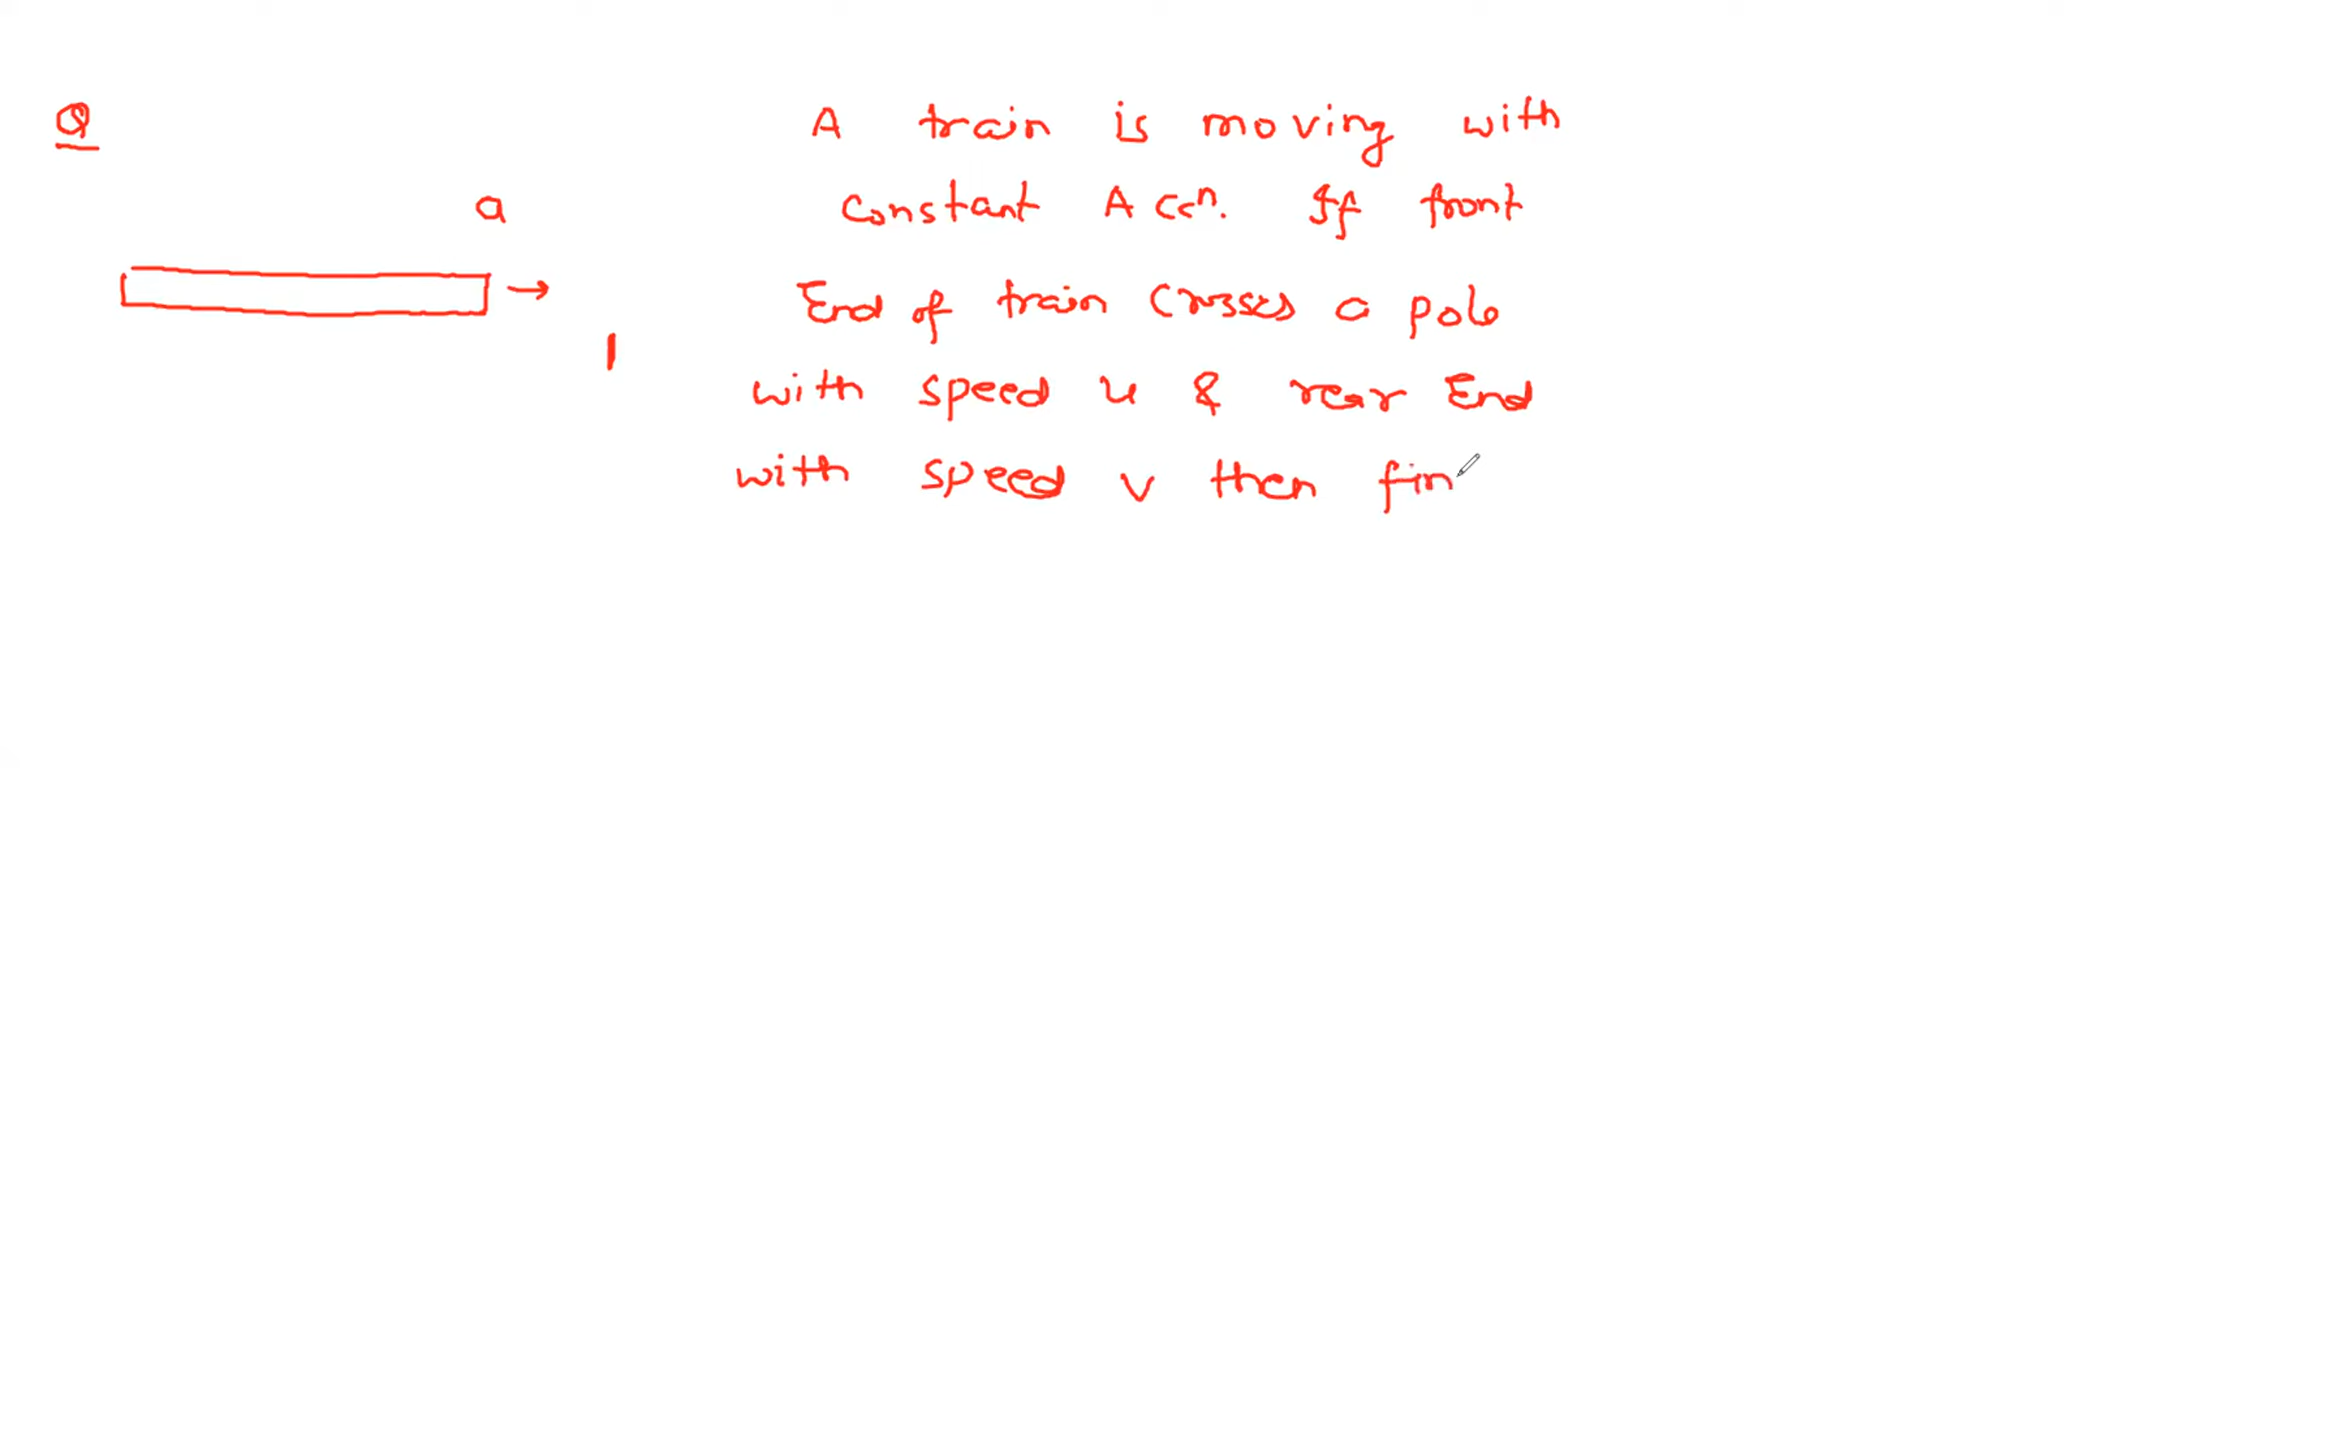 Q
a
A train is moving with
constant Accn. If front
End of train crosses a pole
with speed u & rear End
with speed v then fin